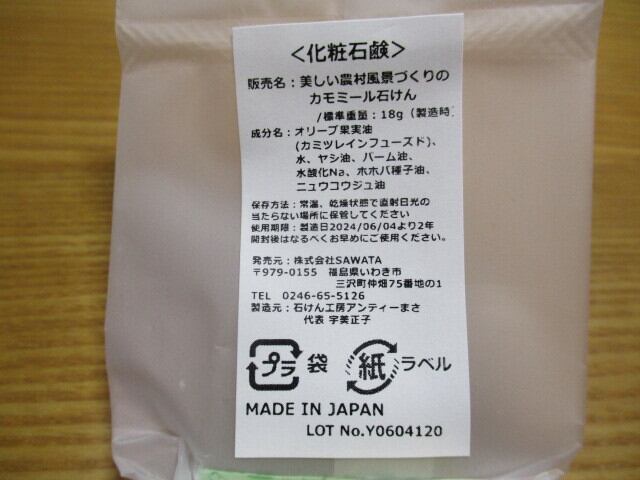 ＜化粧石鹸＞
販売名：美しい農村風景づくりの
カモミール石けん
/標準重量：18g（製造時
成分名：オリーブ果実油
(カミツレインフューズド)、
水、ヤシ油、パーム油、
水酸化Na、ホホバ種子油、
ニュウコウジュ油
保存方法：常温、乾燥状態で直射日光の
当たらない場所に保管してください
使用期限：製造日2024/06/04より2年
開封後はなるべくお早めにご使用ください。
発売元：株式会社SAWATA
〒979-0155　福島県いわき市
三沢町仲畑75番地の1
TEL　0246-65-5126
製造元：石けん工房アンティーまさ
代表 宇美正子
プラ 袋 紙 ラベル
MADE IN JAPAN
LOT No.Y0604120